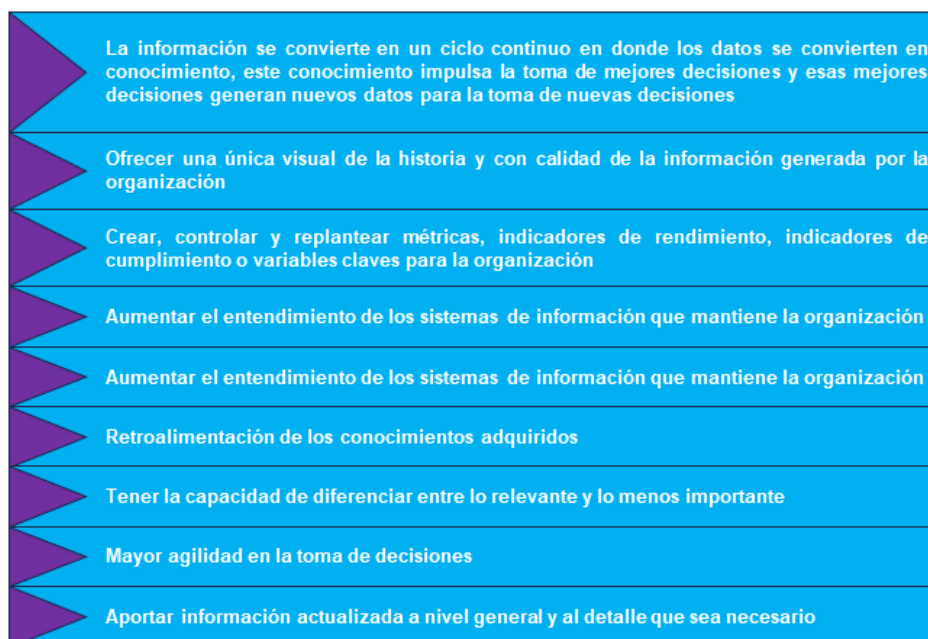 La información se convierte en un ciclo continuo en donde los datos se convierten en
conocimiento, este conocimiento impulsa la toma de mejores decisiones y esas mejores
decisiones generan nuevos datos para la toma de nuevas decisiones
Ofrecer una única visual de la historia y con calidad de la información generada por la
organización
Crear, controlar y replantear métricas, indicadores de rendimiento, indicadores de
cumplimiento o variables claves para la organización
Aumentar el entendimiento de los sistemas de información que mantiene la organización
Aumentar el entendimiento de los sistemas de información que mantiene la organización
Retroalimentación de los conocimientos adquiridos
Tener la capacidad de diferenciar entre lo relevante y lo menos importante
Mayor agilidad en la toma de decisiones
Aportar información actualizada a nivel general y al detalle que sea necesario